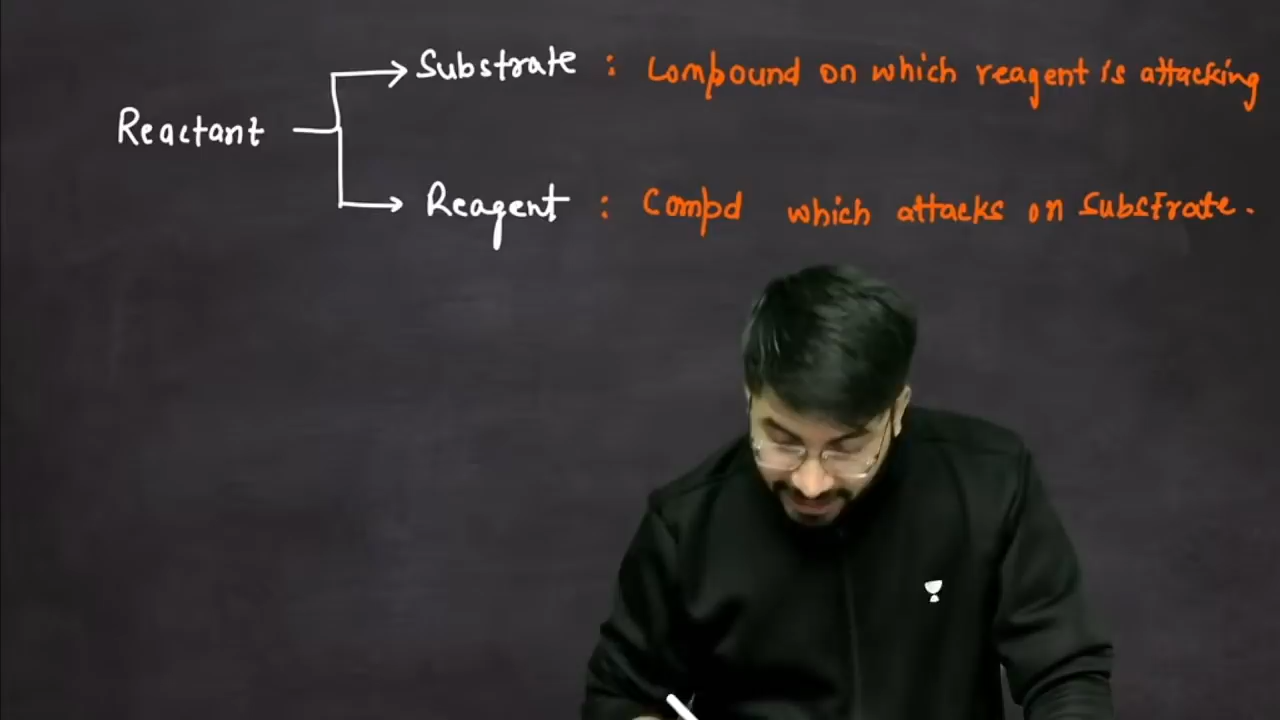 Substrate : Compound on which reagent is attacking
Reactant
Reagent : Compd which attacks on Substrate.